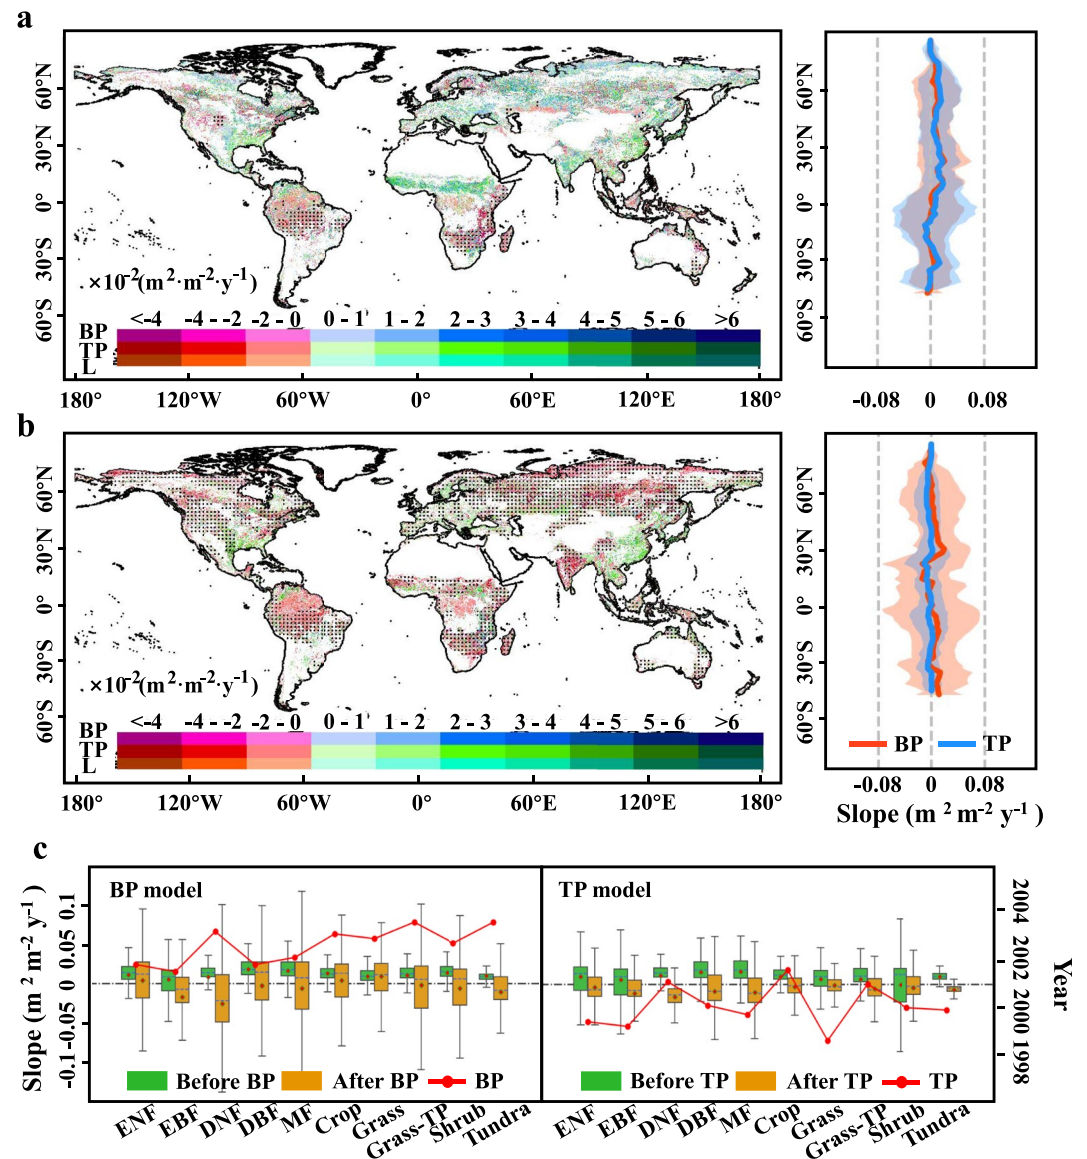 a
60°N
30°N
0°
30°S
60°S
×10⁻²(m²·m⁻²·y⁻¹)
<-4 -4 - -2 -2 - 0 0 - 1 1 - 2 2 - 3 3 - 4 4 - 5 5 - 6 >6
BP
TP
L
180° 120°W 60°W 0° 60°E 120°E 180°
60°N
30°N
0°
30°S
60°S
-0.08 0 0.08
b
60°N
30°N
0°
30°S
60°S
×10⁻²(m²·m⁻²·y⁻¹)
<-4 -4 - -2 -2 - 0 0 - 1 1 - 2 2 - 3 3 - 4 4 - 5 5 - 6 >6
BP
TP
L
180° 120°W 60°W 0° 60°E 120°E 180°
60°N
30°N
0°
30°S
60°S
BP TP
-0.08 0 0.08
Slope (m² m⁻² y⁻¹)
c
Slope (m² m⁻² y⁻¹)
0.1
0.05
0
-0.05
-0.1
BP model
Before BP After BP BP
ENF EBF DNF DBF MF Crop Grass Grass-TP Shrub Tundra
TP model
Before TP After TP TP
ENF EBF DNF DBF MF Crop Grass Grass-TP Shrub Tundra
2004
2002
2000
1998
Year